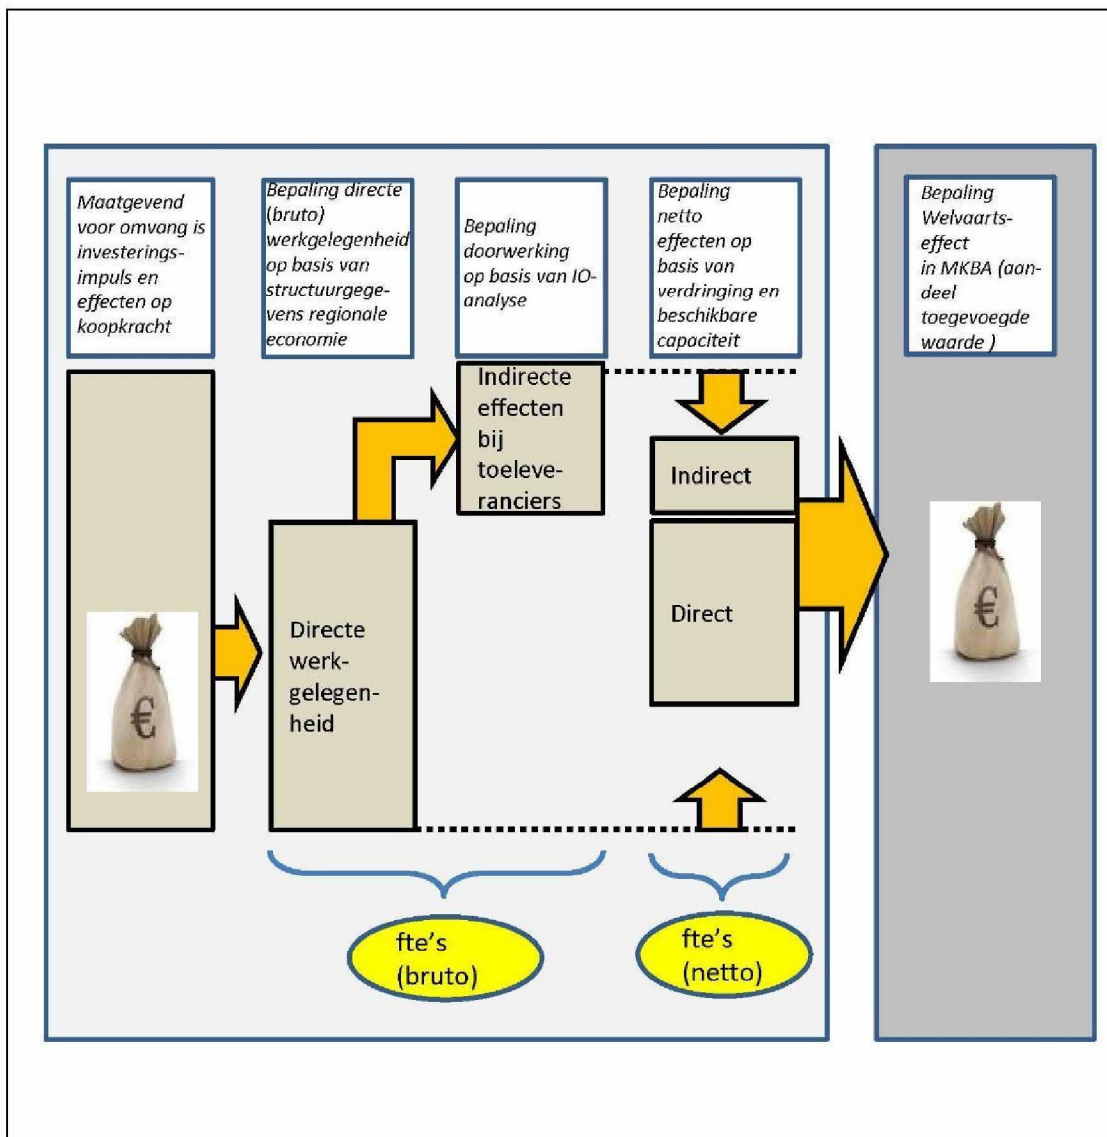 Maatgevend
voor omvang is
investerings-
impuls en
effecten op
koopkracht
Bepaling directe
(bruto)
werkgelegenheid
op basis van
structuurgege-
vens regionale
economie
Bepaling
doorwerking
op basis van IO-
analyse
Bepaling
netto
effecten op
basis van
verdringing en
beschikbare
capaciteit
Bepaling
Welvaarts-
effect
in MKBA (aan-
deel
toegevoegde
waarde )
Indirecte
effecten
bij
toeleve-
ranciers
Indirect
Direct
Directe
werk-
gelegen-
heid
€
€
fte's
(bruto)
fte's
(netto)